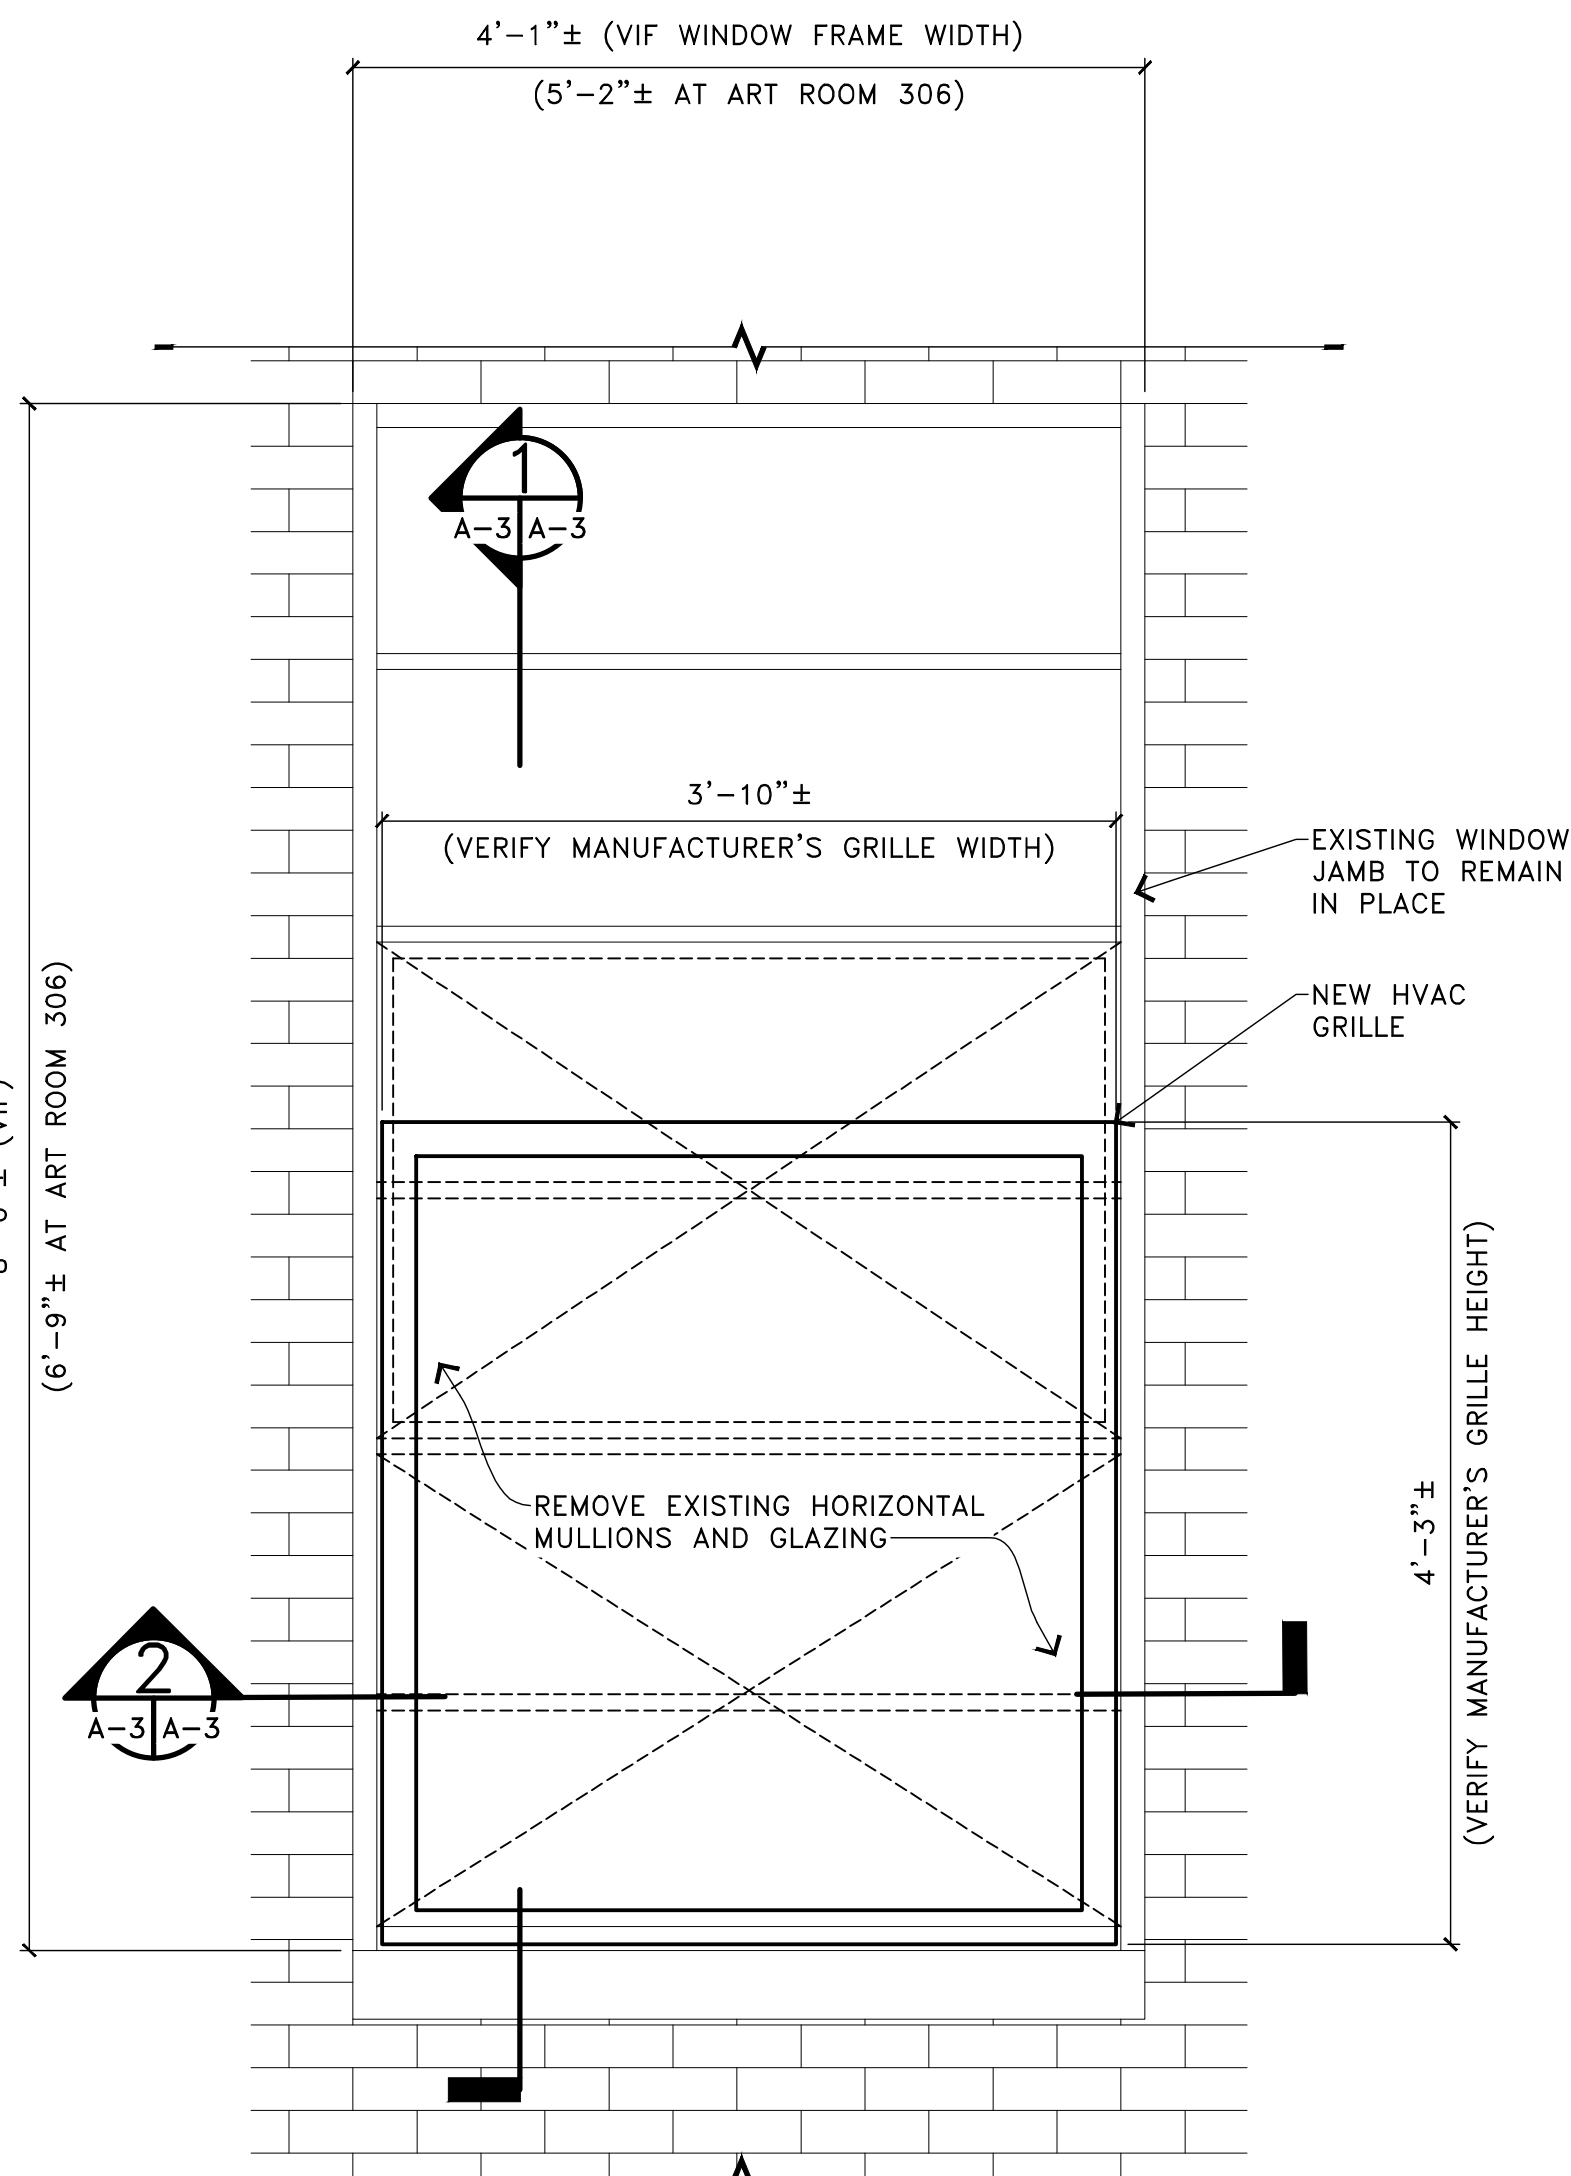 4'-1"± (VIF WINDOW FRAME WIDTH)
(5'-2"± AT ART ROOM 306)
1
A-3 A-3
3'-10"±
(VERIFY MANUFACTURER'S GRILLE WIDTH)
EXISTING WINDOW
JAMB TO REMAIN
IN PLACE
NEW HVAC
GRILLE
(6'-9"± AT ART ROOM 306)
REMOVE EXISTING HORIZONTAL
MULLIONS AND GLAZING
4'-3"±
(VERIFY MANUFACTURER'S GRILLE HEIGHT)
2
A-3 A-3